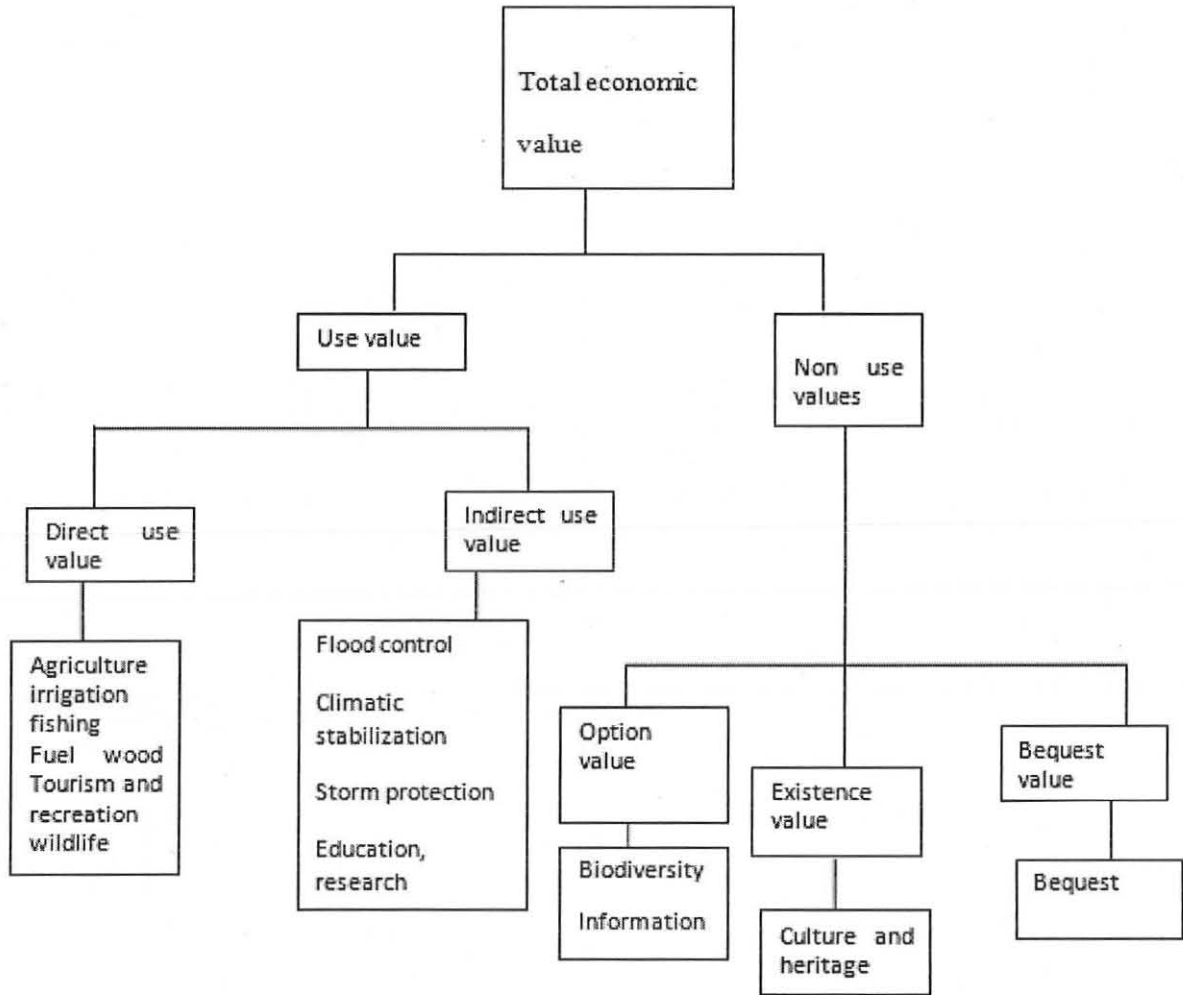 Total economic
value
Use value
Non use
values
Direct use
value
Indirect use
value
Agriculture
irrigation
fishing
Fuel wood
Tourism and
recreation
wildlife
Flood control
Climatic
stabilization
Storm protection
Education,
research
Option
value
Existence
value
Bequest
value
Biodiversity
Information
Culture and
heritage
Bequest